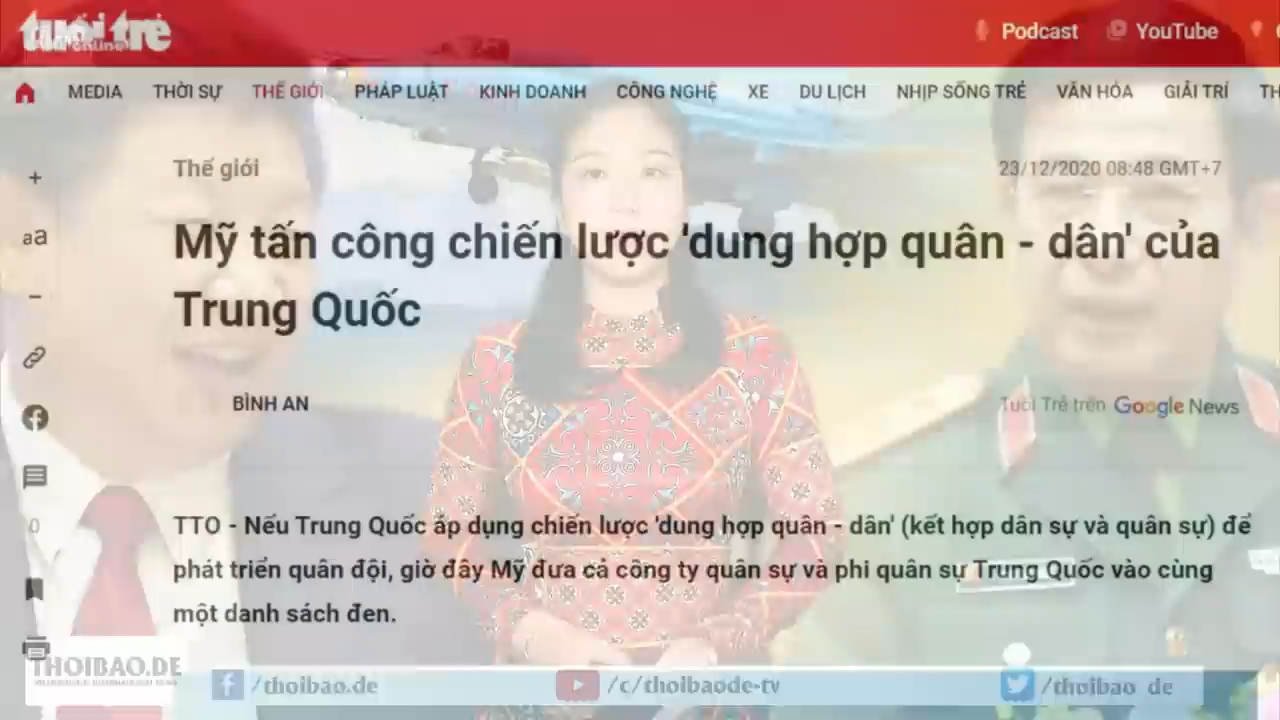 tuổi trẻ
online
Podcast
YouTube
MEDIA THỜI SỰ THẾ GIỚI PHÁP LUẬT KINH DOANH CÔNG NGHỆ XE DU LỊCH NHỊP SỐNG TRẺ VĂN HÓA GIẢI TRÍ TH
Thế giới
23/12/2020 08:48 GMT+7
aa
Mỹ tấn công chiến lược 'dung hợp quân - dân' của
Trung Quốc
BÌNH AN
Tuổi Trẻ trên Google News
0
TTO - Nếu Trung Quốc áp dụng chiến lược 'dung hợp quân - dân' (kết hợp dân sự và quân sự) để
phát triển quân đội, giờ đây Mỹ đưa cả công ty quân sự và phi quân sự Trung Quốc vào cùng
một danh sách đen.
THOIBAO.DE
/thoibao.de
/c/thoibaode-tv
/thoibao_de